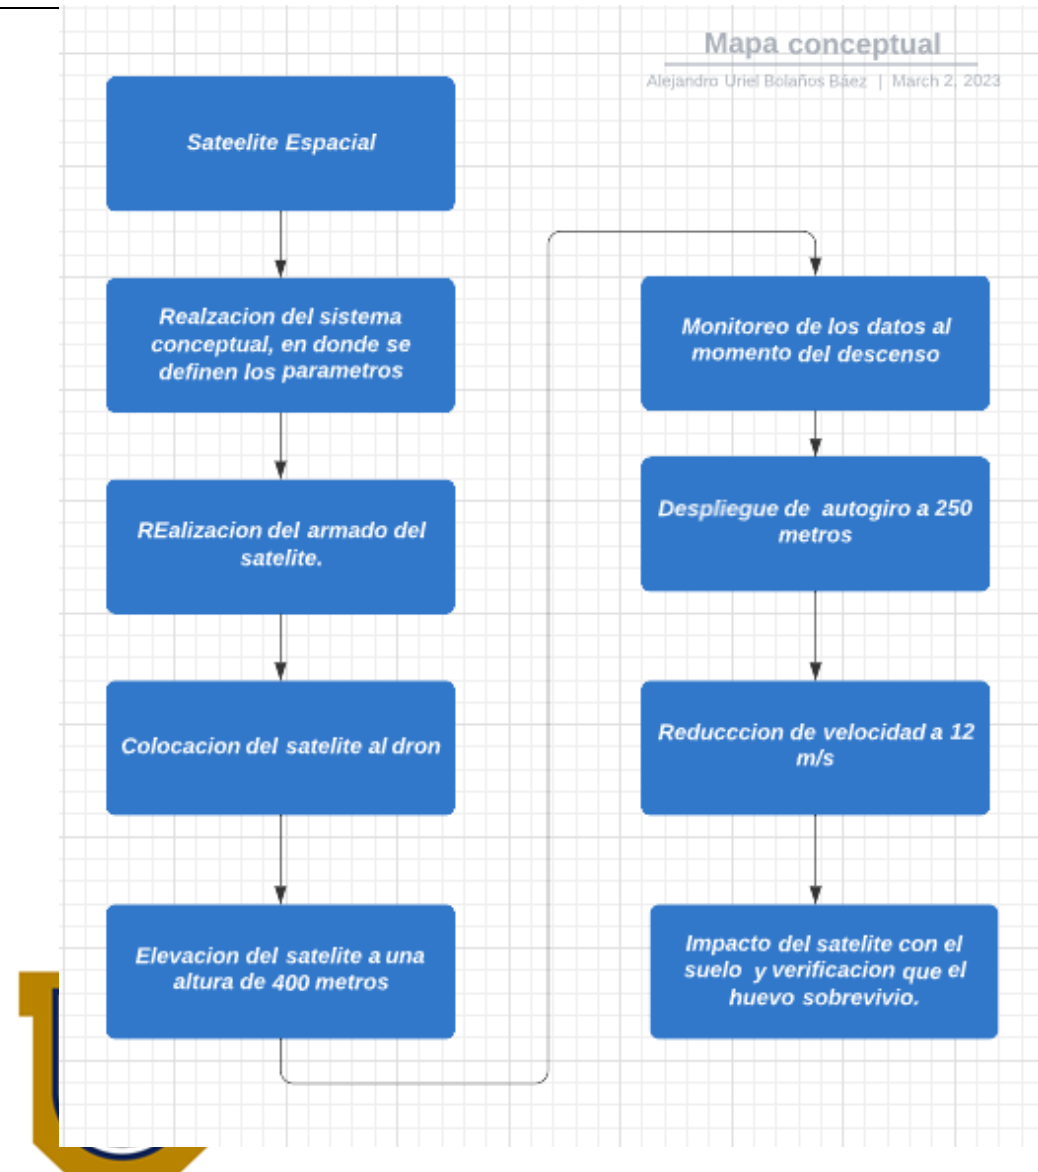 Mapa conceptual
Alejandro Uriel Bolaños Báez | March 2, 2023
Sateelite Espacial
Realzacion del sistema
conceptual, en donde se
definen los parametros
REalizacion del armado del
satelite.
Colocacion del satelite al dron
Elevacion del satelite a una
altura de 400 metros
Monitoreo de los datos al
momento del descenso
Despliegue de autogiro a 250
metros
Reducccion de velocidad a 12
m/s
Impacto del satelite con el
suelo y verificacion que el
huevo sobrevivio.